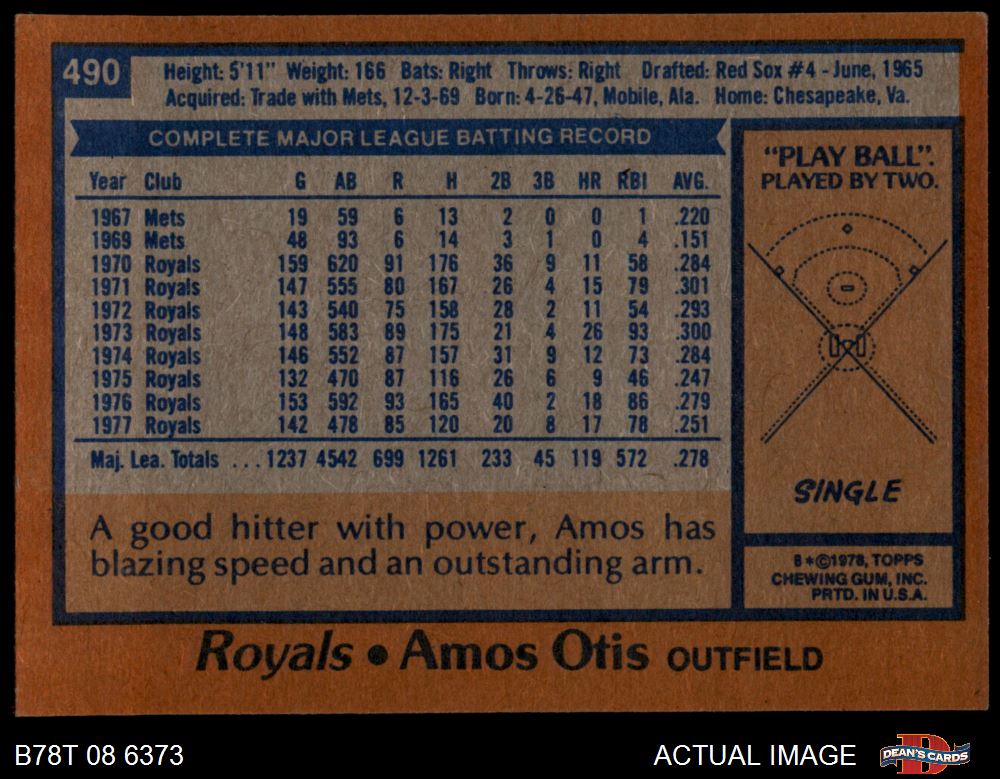 490
Height: 5'11" Weight: 166 Bats: Right Throws: Right Drafted: Red Sox #4 - June, 1965
Acquired: Trade with Mets, 12-3-69 Born: 4-26-47, Mobile, Ala. Home: Chesapeake, Va.
COMPLETE MAJOR LEAGUE BATTING RECORD
Year Club G AB R H 2B 3B HR RBI AVG.
1967 Mets 19 59 6 13 2 0 0 1 .220
1969 Mets 48 93 6 14 3 1 0 4 .151
1970 Royals 159 620 91 176 36 9 11 58 .284
1971 Royals 147 555 80 167 26 4 15 79 .301
1972 Royals 143 540 75 158 28 2 11 54 .293
1973 Royals 148 583 89 175 21 4 26 93 .300
1974 Royals 146 552 87 157 31 9 12 73 .284
1975 Royals 132 470 87 116 26 6 9 46 .247
1976 Royals 153 592 93 165 40 2 18 86 .279
1977 Royals 142 478 85 120 20 8 17 78 .251
Maj. Lea. Totals ...1237 4542 699 1261 233 45 119 572 .278
A good hitter with power, Amos has
blazing speed and an outstanding arm.
"PLAY BALL".
PLAYED BY TWO.
SINGLE
8*©1978, TOPPS
CHEWING GUM, INC.
PRTD. IN U.S.A.
Royals • Amos Otis OUTFIELD
B78T 08 6373
ACTUAL IMAGE
DEAN'S CARDS